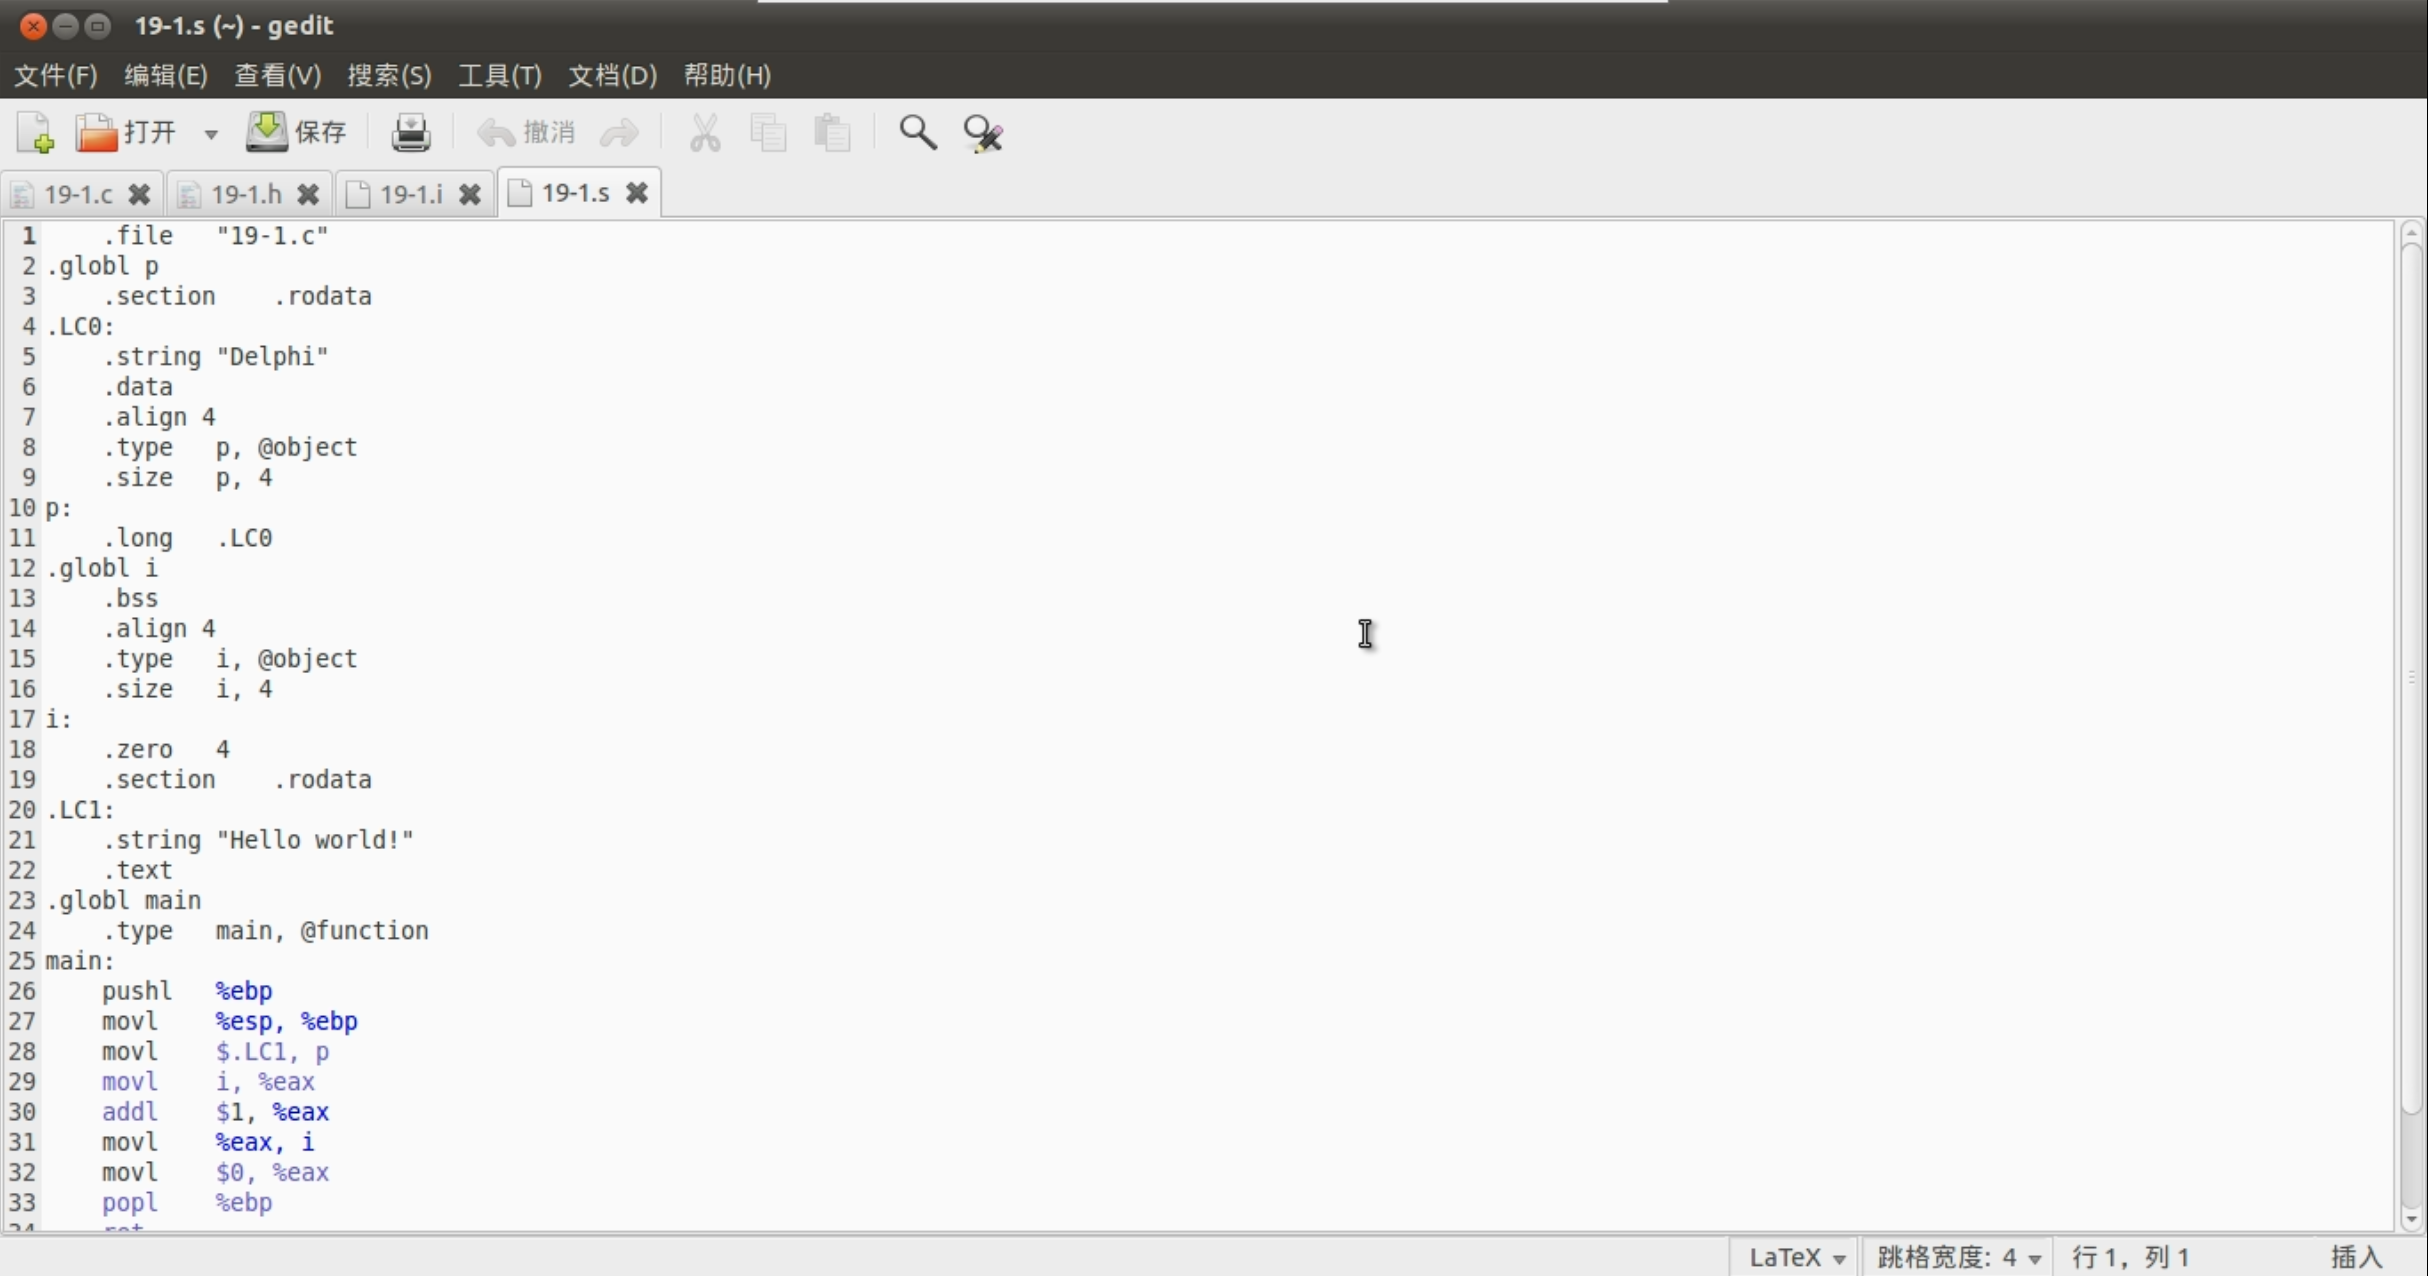 19-1.s (~) - gedit
文件(F) 编辑(E) 查看(V) 搜索(S) 工具(T) 文档(D) 帮助(H)
打开 保存 撤消
19-1.c 19-1.h 19-1.i 19-1.s
1 .file "19-1.c"
2 .globl p
3 .section .rodata
4 .LC0:
5 .string "Delphi"
6 .data
7 .align 4
8 .type p, @object
9 .size p, 4
10 p:
11 .long .LC0
12 .globl i
13 .bss
14 .align 4
15 .type i, @object
16 .size i, 4
17 i:
18 .zero 4
19 .section .rodata
20 .LC1:
21 .string "Hello world!"
22 .text
23 .globl main
24 .type main, @function
25 main:
26 pushl %ebp
27 movl %esp, %ebp
28 movl $.LC1, p
29 movl i, %eax
30 addl $1, %eax
31 movl %eax, i
32 movl $0, %eax
33 popl %ebp
34 ret
LaTeX 跳格宽度: 4 行 1，列 1 插入